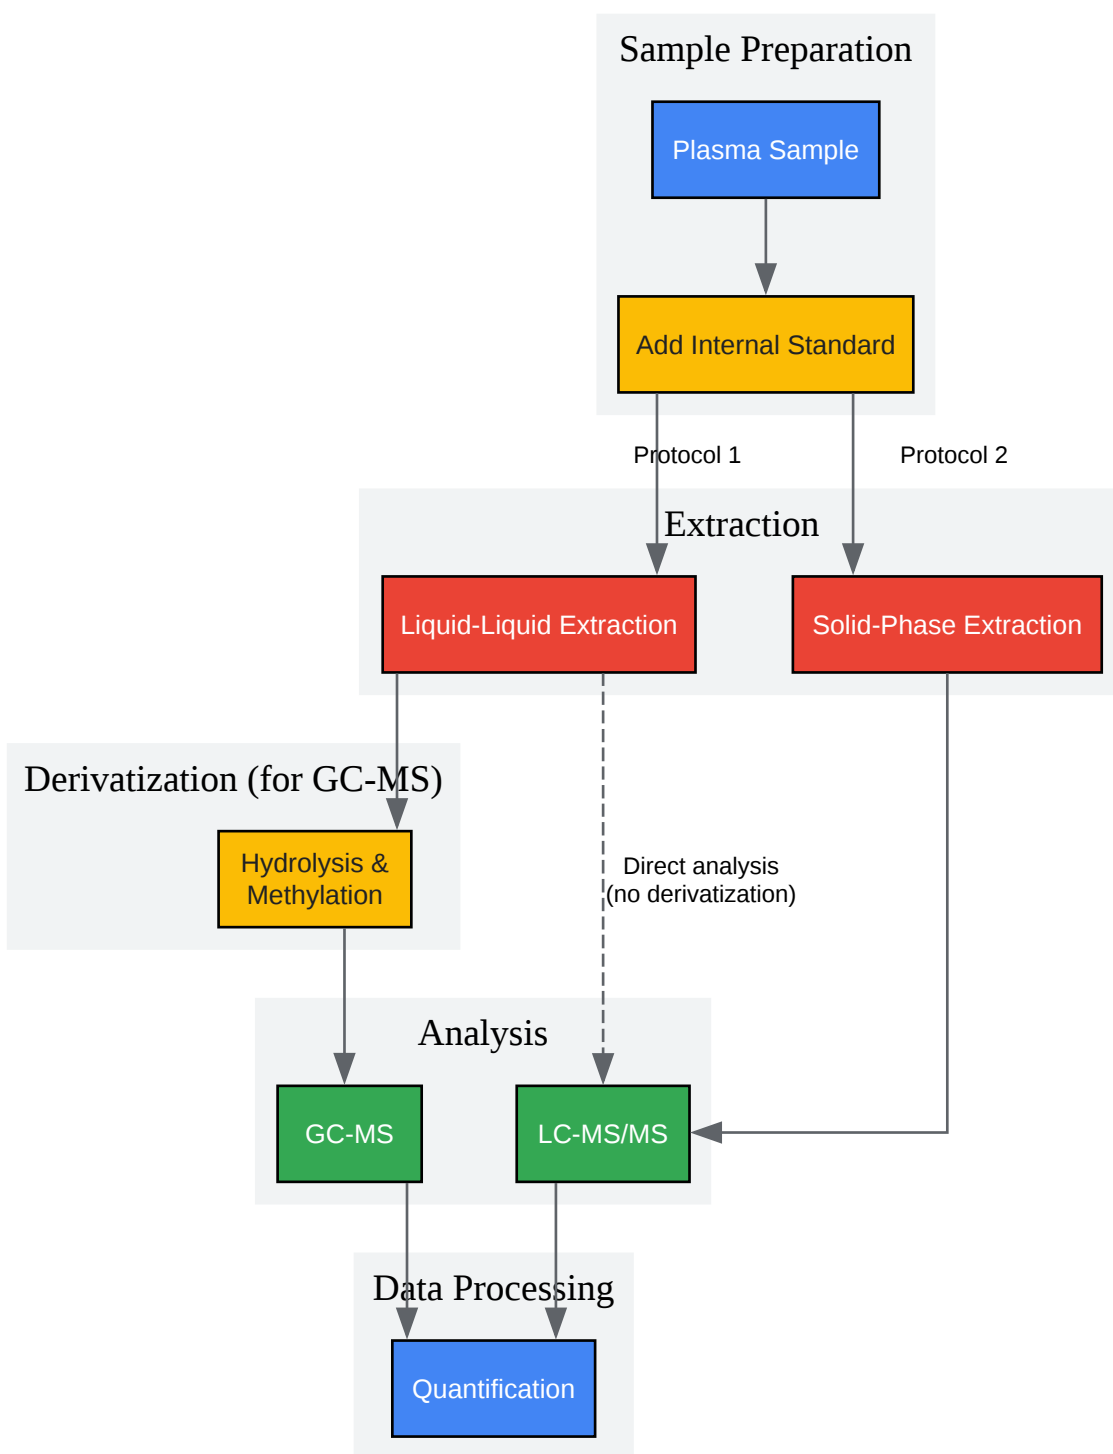 Sample Preparation
Plasma Sample
Add Internal Standard
Protocol 1
Protocol 2
Extraction
Liquid-Liquid Extraction
Solid-Phase Extraction
Derivatization (for GC-MS)
Hydrolysis &
Methylation
Direct analysis
(no derivatization)
Analysis
GC-MS
LC-MS/MS
Data Processing
Quantification